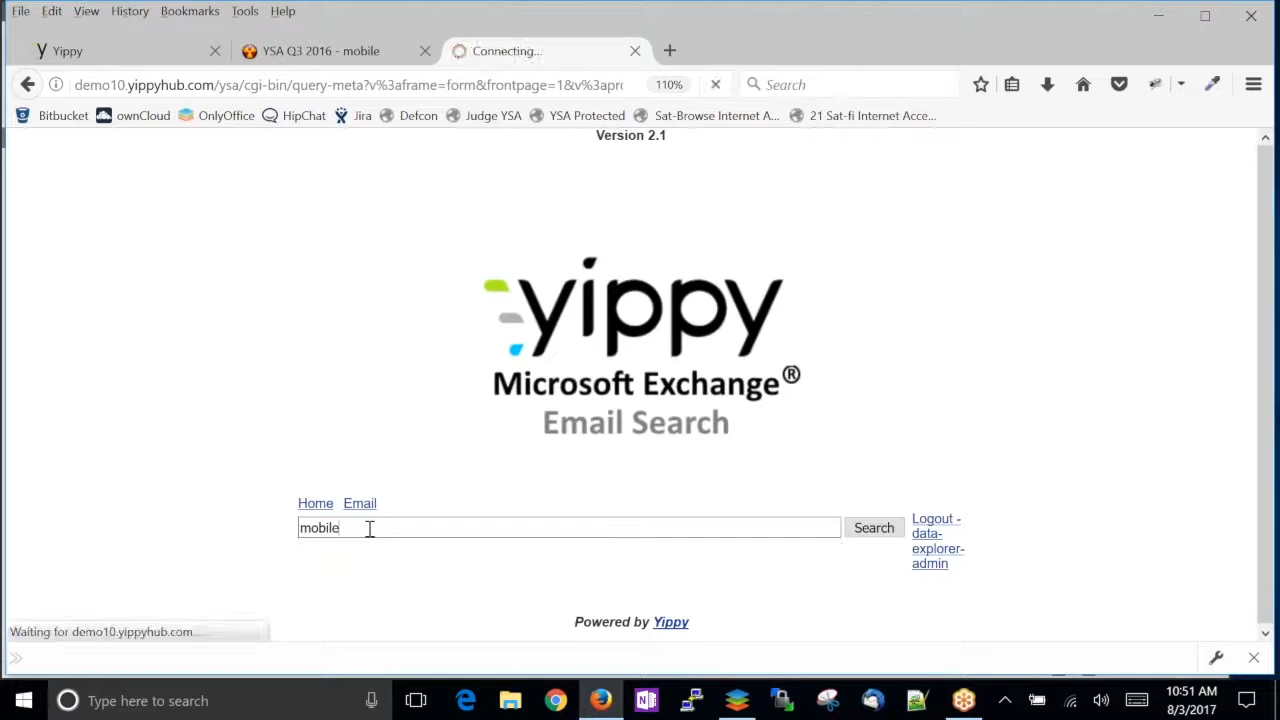 File Edit View History Bookmarks Tools Help
Yippy YSA Q3 2016 - mobile Connecting...
demo10.yippyhub.com/ysa/cgi-bin/query-meta?v%3aframe=form&frontpage=1&v%3apro 110% Search
Bitbucket ownCloud OnlyOffice HipChat Jira Defcon Judge YSA YSA Protected Sat-Browse Internet A... 21 Sat-fi Internet Acce...
Version 2.1
yippy
Microsoft Exchange®
Email Search
Home Email
mobile Search
Logout -
data-
explorer-
admin
Powered by Yippy
Waiting for demo10.yippyhub.com...
Type here to search
10:51 AM
8/3/2017